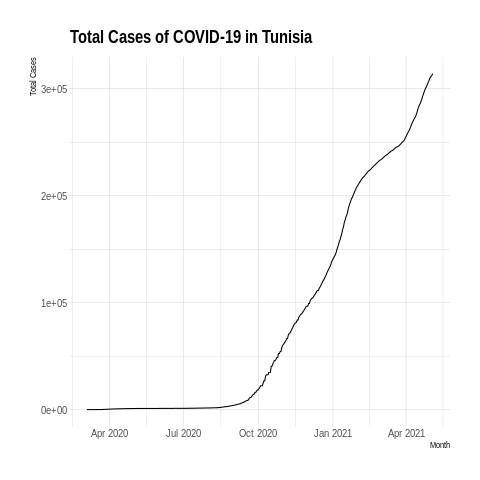 Total Cases of COVID-19 in Tunisia
Total Cases
3e+05
2e+05
1e+05
0e+00
Apr 2020 Jul 2020 Oct 2020 Jan 2021 Apr 2021
Month